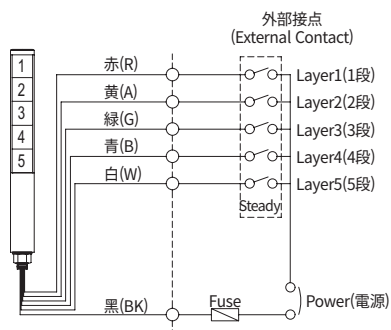 外部接点
(External Contact)
1
2
3
4
5
赤(R)
Layer1(1段)
黄(A)
Layer2(2段)
緑(G)
Layer3(3段)
青(B)
Layer4(4段)
白(W)
Layer5(5段)
Steady
黑(BK)
Fuse
Power(電源)